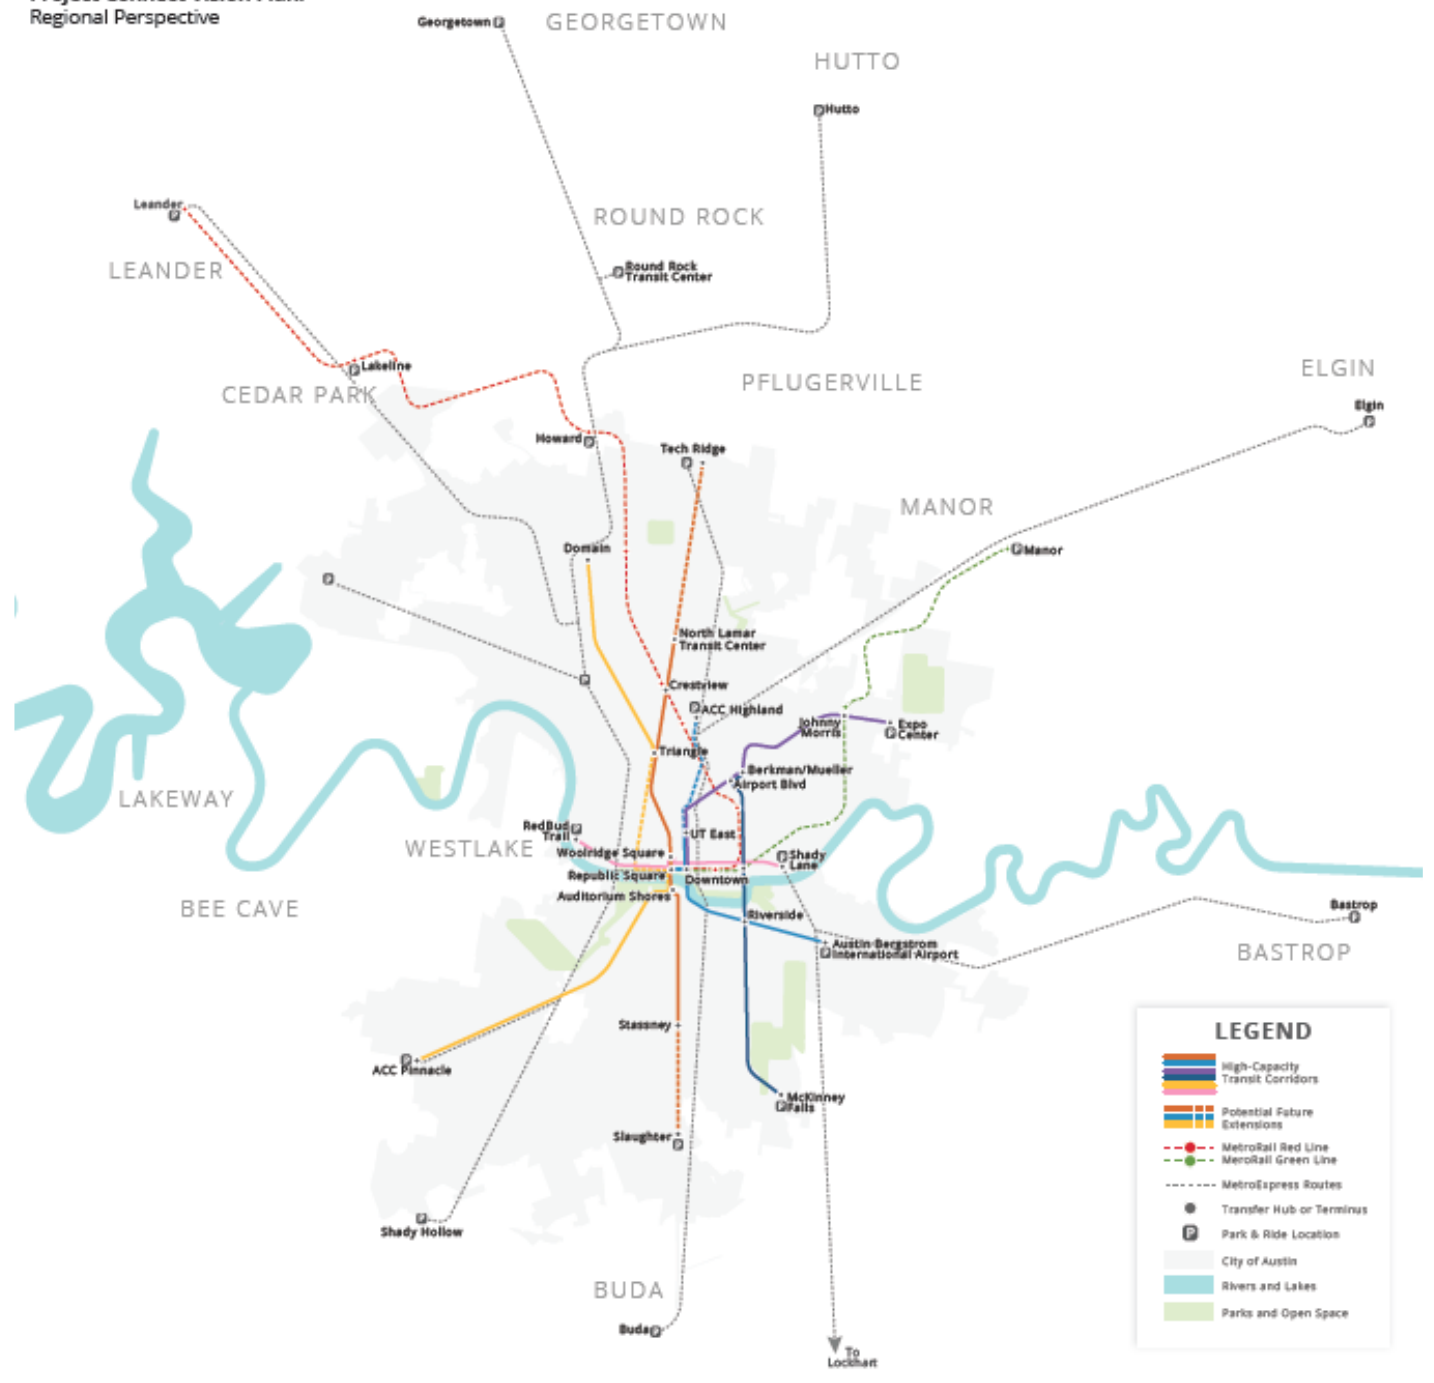 Regional Perspective
Georgetown
GEORGETOWN
HUTTO
Hutto
Leander
ROUND ROCK
LEANDER
Round Rock
Transit Center
Lakeline
CEDAR PARK
PFLUGERVILLE
ELGIN
Elgin
Howard
Tech Ridge
MANOR
Manor
Domain
North Lamar
Transit Center
Crestview
ACC Highland
Johnny
Morris
Expo
Center
Triangle
Berkman/Mueller
Airport Blvd
LAKEWAY
RedBud
Trail
UT East
WESTLAKE
Woolridge Square
Shady
Lane
Republic Square
Downtown
Auditorium Shores
BEE CAVE
Riverside
Bastrop
Austin-Bergstrom
International Airport
BASTROP
Stassney
ACC Pinnacle
McKinney
Falls
Slaughter
Shady Hollow
BUDA
Buda
To
Lockhart
LEGEND
High-Capacity
Transit Corridors
Potential Future
Extensions
MetroRail Red Line
MeroRail Green Line
MetroExpress Routes
Transfer Hub or Terminus
P
Park & Ride Location
City of Austin
Rivers and Lakes
Parks and Open Space